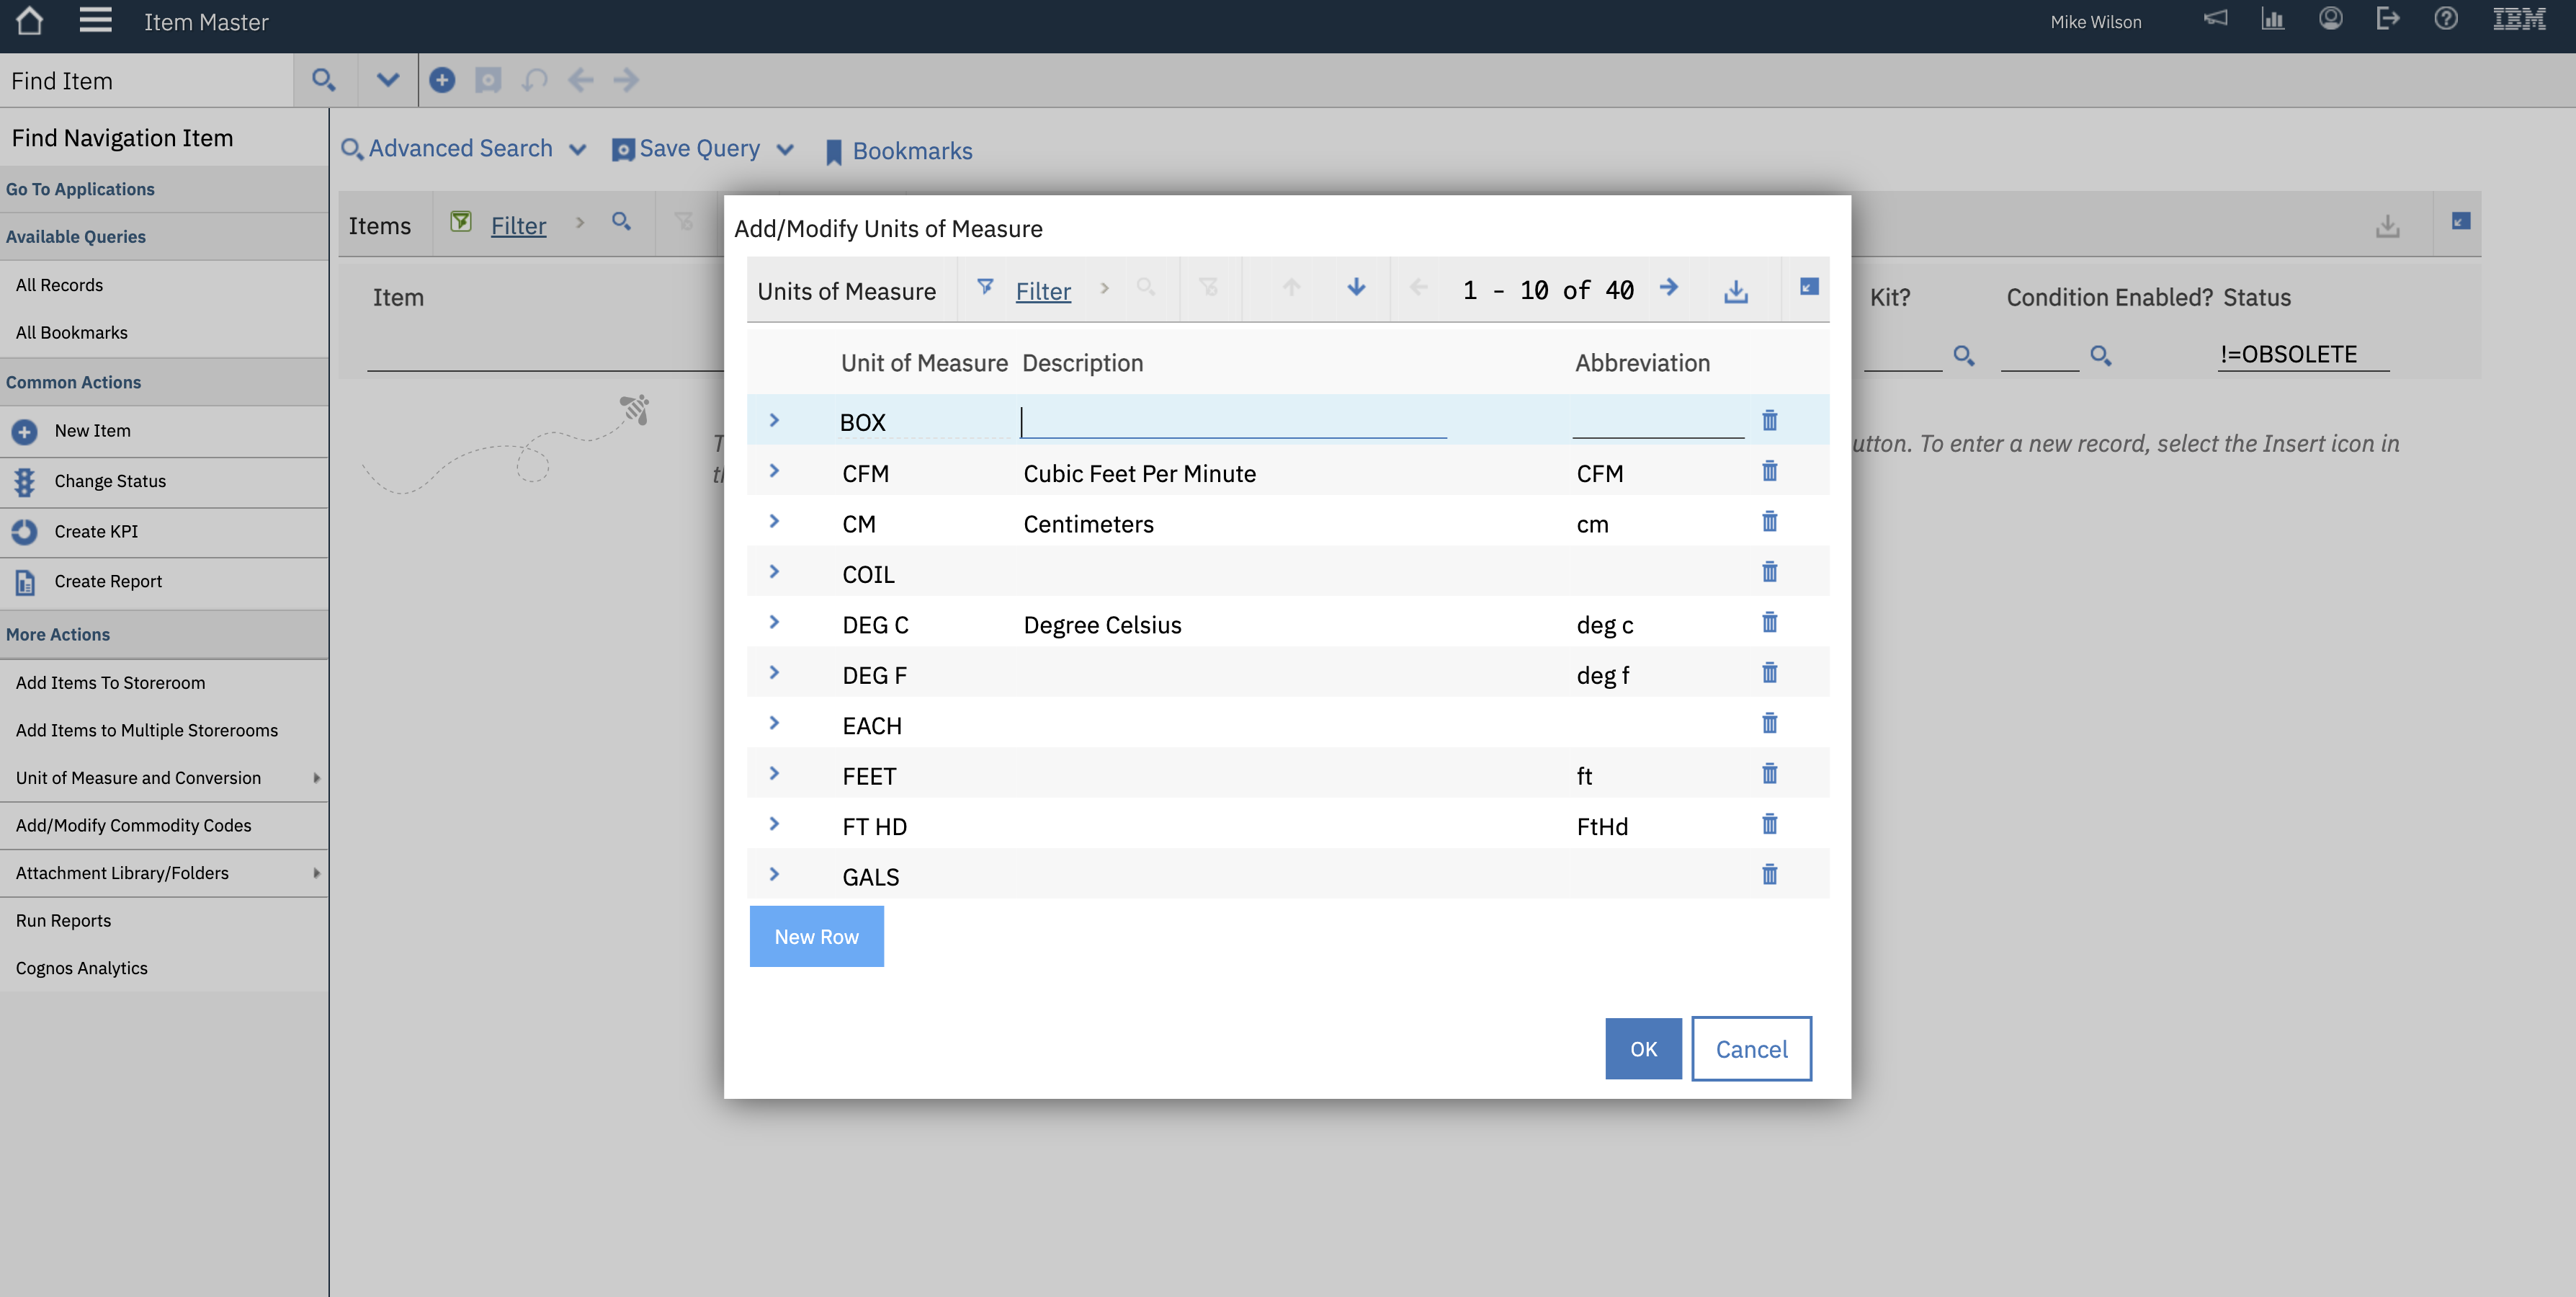 Item Master
Mike Wilson
IBM
Find Item
Find Navigation Item
Go To Applications
Available Queries
All Records
All Bookmarks
Common Actions
New Item
Change Status
Create KPI
Create Report
More Actions
Add Items To Storeroom
Add Items to Multiple Storerooms
Unit of Measure and Conversion
Add/Modify Commodity Codes
Attachment Library/Folders
Run Reports
Cognos Analytics
Advanced Search
Save Query
Bookmarks
Items
Filter
Item
Kit?
Condition Enabled?
Status
!=OBSOLETE
utton. To enter a new record, select the Insert icon in
Add/Modify Units of Measure
Units of Measure
Filter
1 - 10 of 40
Unit of Measure Description Abbreviation
BOX
CFM Cubic Feet Per Minute CFM
CM Centimeters cm
COIL
DEG C Degree Celsius deg c
DEG F deg f
EACH
FEET ft
FT HD FtHd
GALS
New Row
OK
Cancel